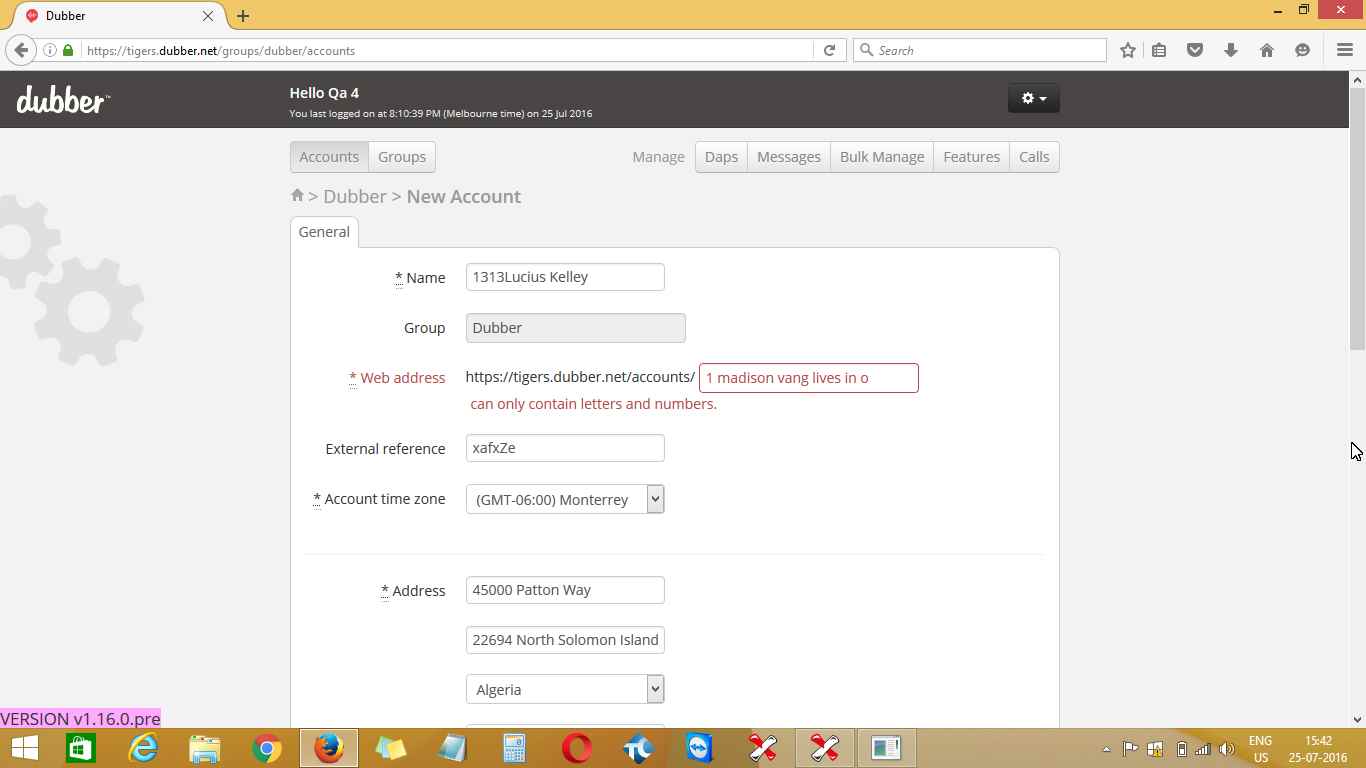 Dubber
https://tigers.dubber.net/groups/dubber/accounts
Search
dubber™
Hello Qa 4
You last logged on at 8:10:39 PM (Melbourne time) on 25 Jul 2016
Accounts Groups Manage Daps Messages Bulk Manage Features Calls
> Dubber > New Account
General
* Name 1313Lucius Kelley
Group Dubber
* Web address https://tigers.dubber.net/accounts/ 1 madison vang lives in o
can only contain letters and numbers.
External reference xafxZe
* Account time zone (GMT-06:00) Monterrey
* Address 45000 Patton Way
22694 North Solomon Island
Algeria
VERSION v1.16.0.pre
ENG 15:42
US 25-07-2016